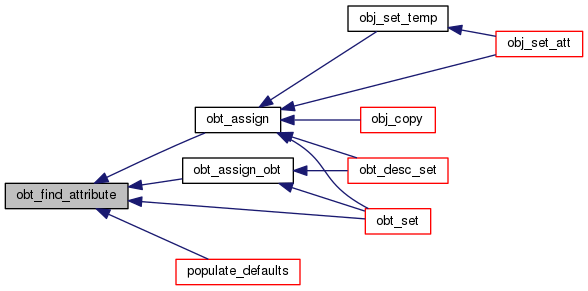 obj_set_temp
obj_set_att
obt_assign
obj_copy
obt_assign_obt
obt_desc_set
obt_find_attribute
obt_set
populate_defaults